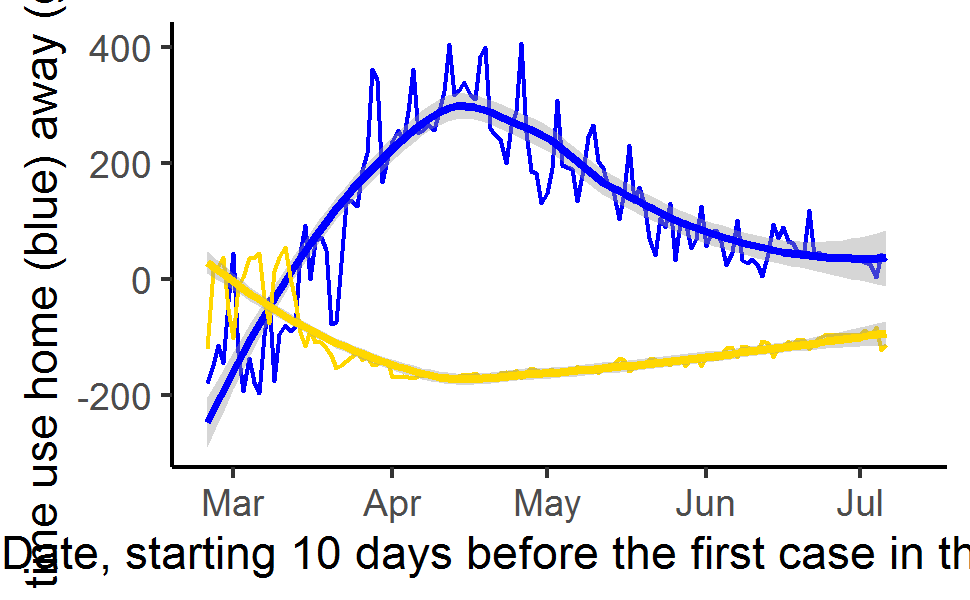 time use home (blue) away (
400
200
0
-200
Mar Apr May Jun Jul
Date, starting 10 days before the first case in th